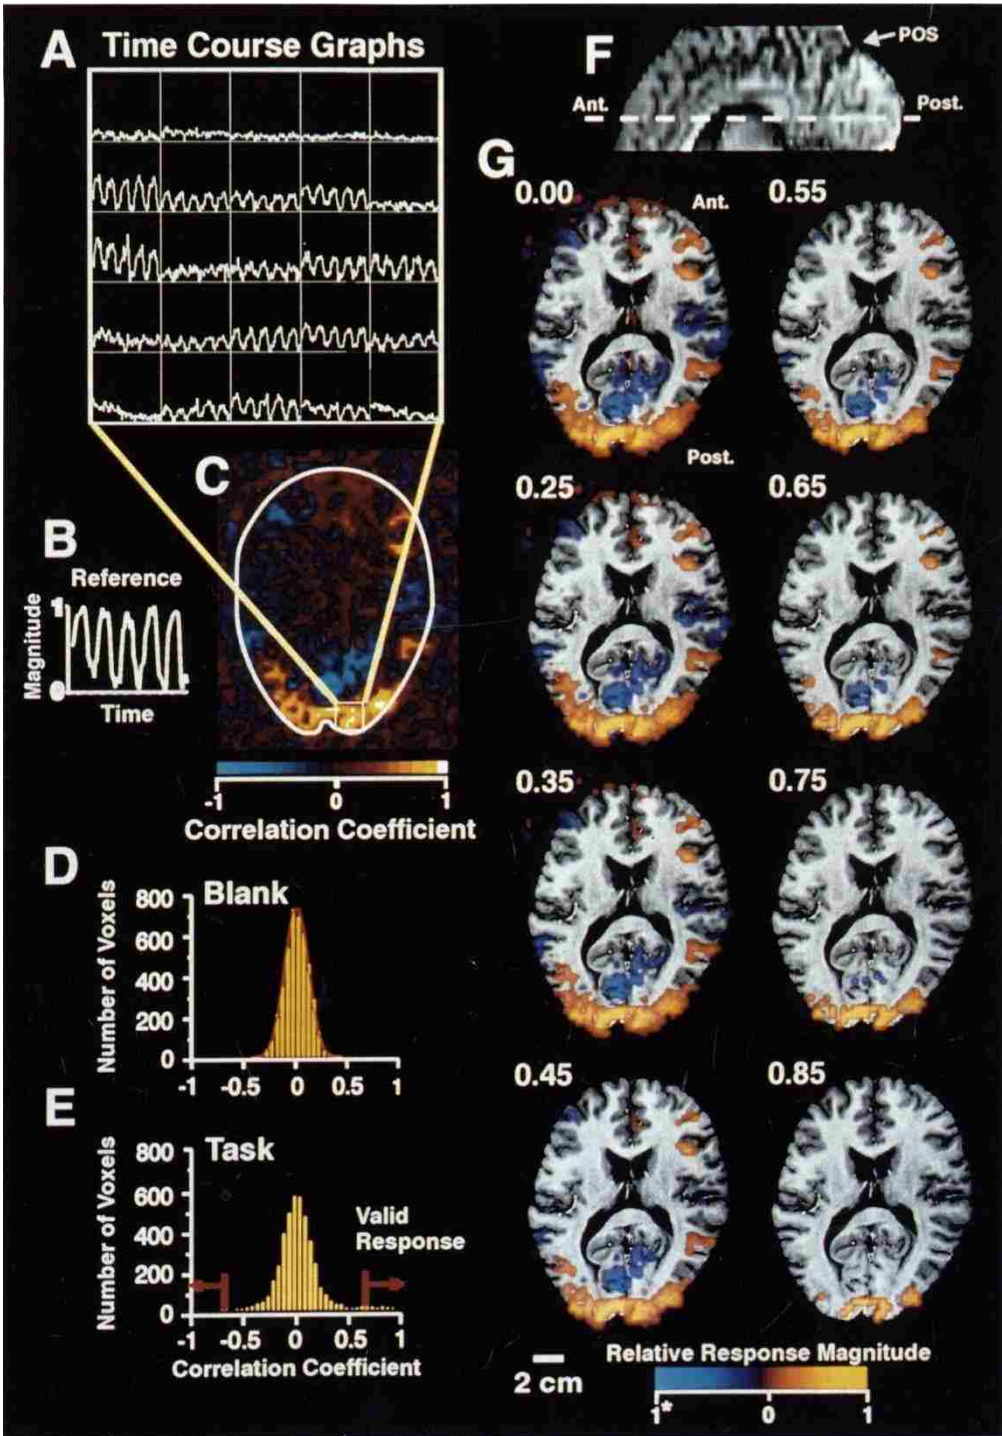 A
Time Course Graphs
B
Reference
1
0
Magnitude
Time
C
-1 0 1
Correlation Coefficient
D
Blank
800
600
400
200
0
Number of Voxels
-1 -0.5 0 0.5 1
E
Task
800
600
400
200
0
Number of Voxels
Valid
Response
-1 -0.5 0 0.5 1
Correlation Coefficient
F
POS
Ant. Post.
G
0.00
Ant.
0.55
Post.
0.25
0.65
0.35
0.75
0.45
0.85
2 cm
Relative Response Magnitude
1* 0 1